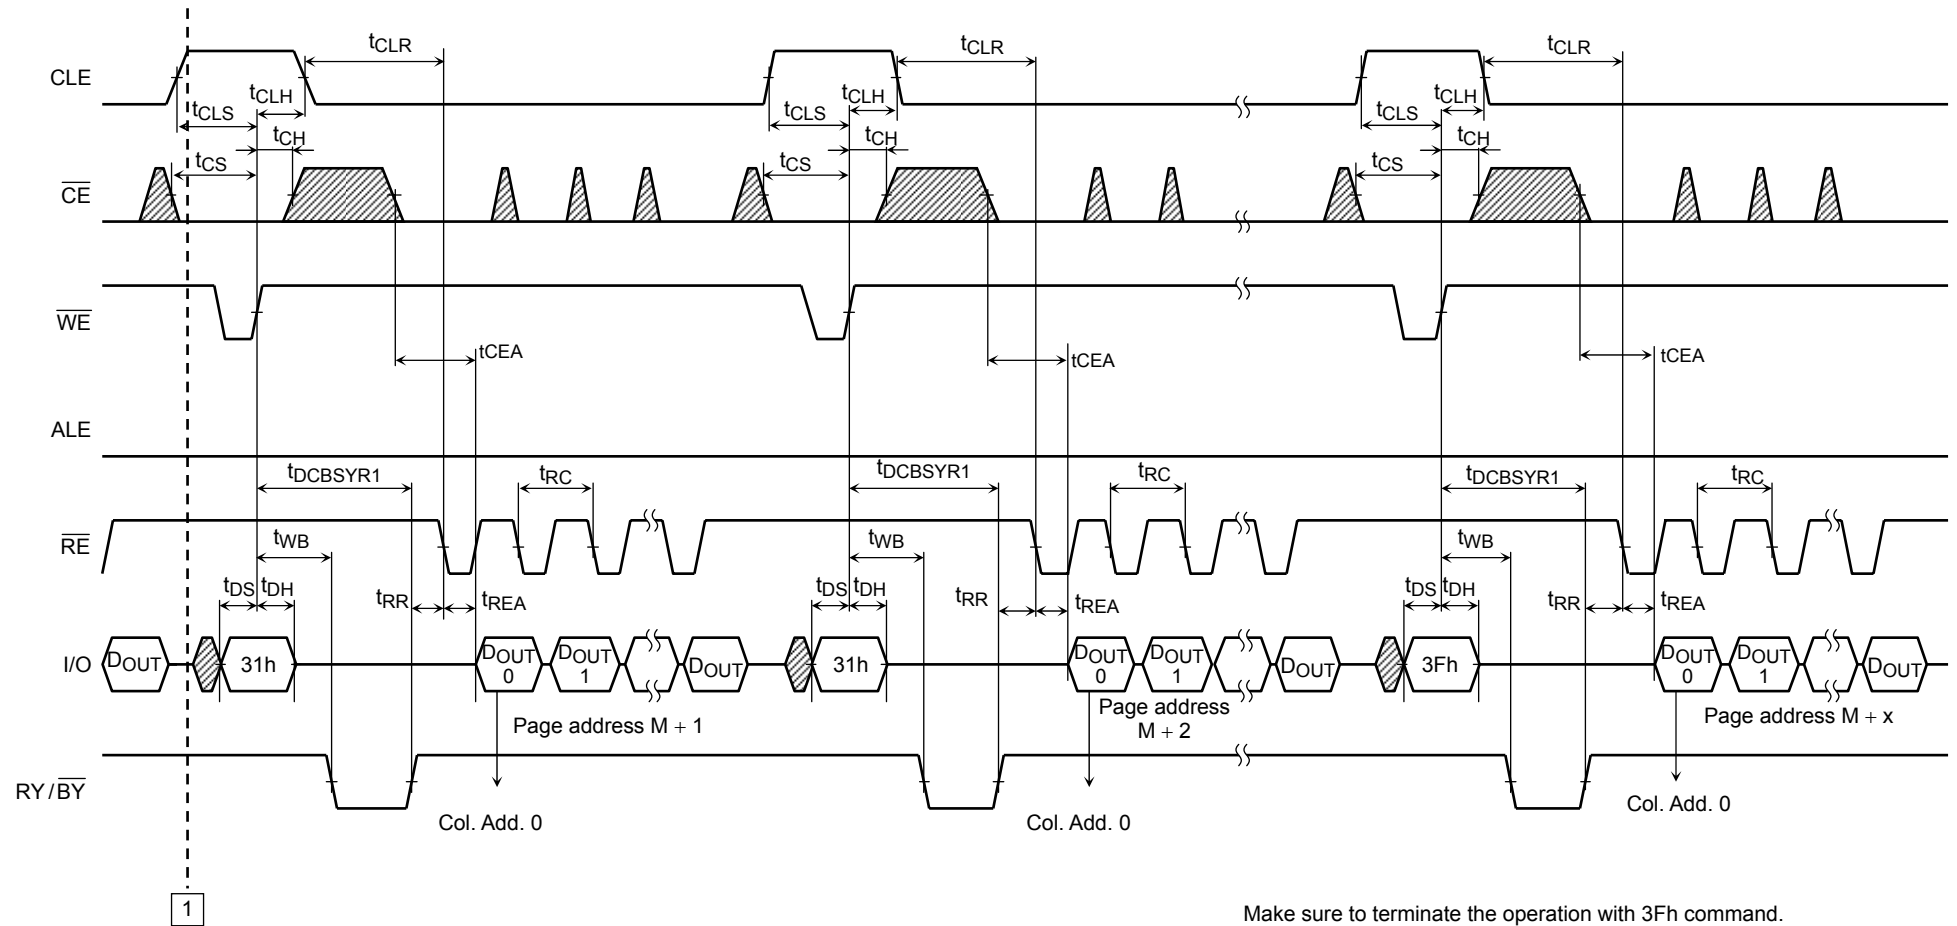 tCLR tCLR tCLR
CLE
tCLH tCLH tCLH
tCLS tCLS tCLS
tCH tCH tCH
tCS tCS tCS
CE
WE
tCEA tCEA tCEA
ALE
tDCBSYR1 tRC tDCBSYR1 tRC tDCBSYR1 tRC
RE
tWB tWB tWB
tDS tDH tDS tDH tDS tDH
tRR tREA tRR tREA tRR tREA
I/O DOUT 31h DOUT 0 DOUT 1 DOUT 31h DOUT 0 DOUT 1 DOUT 3Fh DOUT 0 DOUT 1 DOUT
Page address M + 1
Page address
M + 2
Page address M + x
RY/BY
Col. Add. 0 Col. Add. 0 Col. Add. 0
1
Make sure to terminate the operation with 3Fh command.